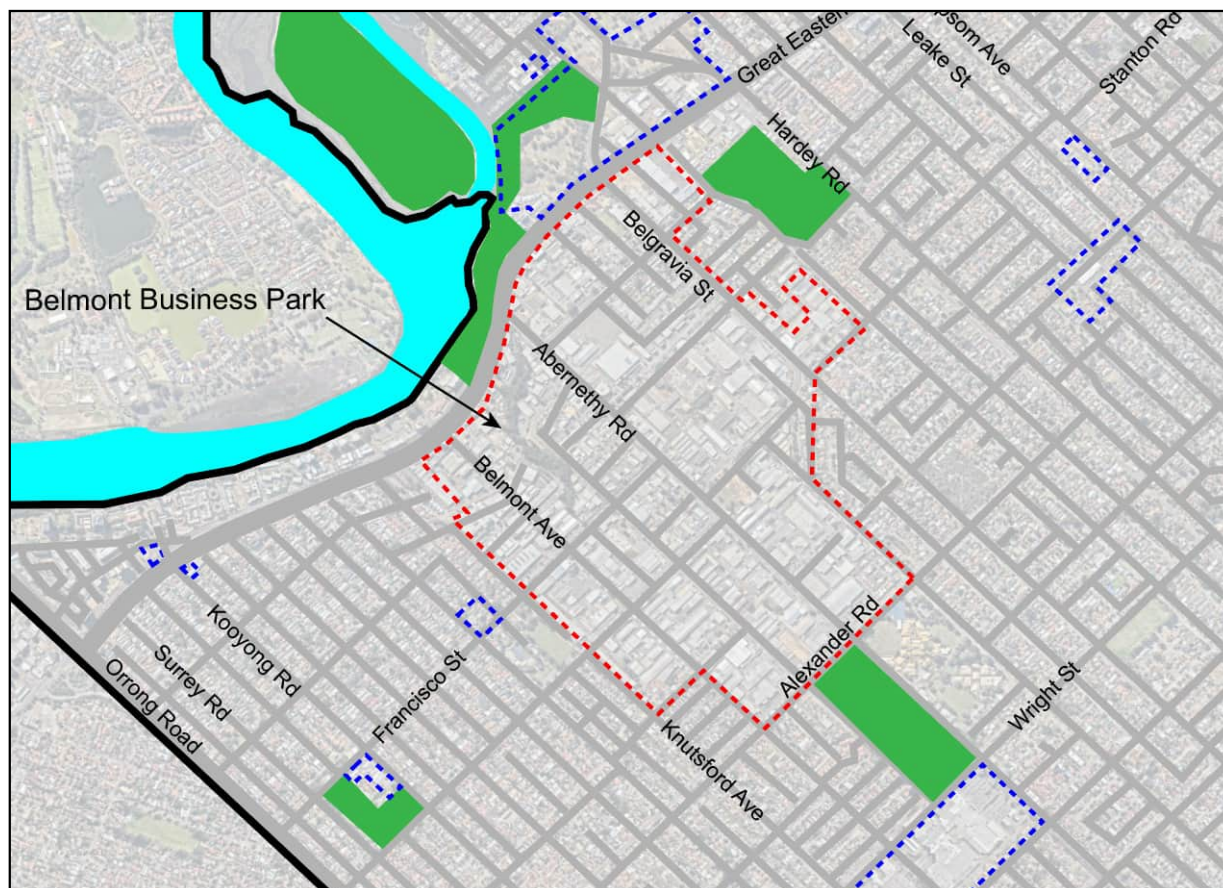 Great Eastern
psom Ave
Leake St
Stanton Rd
Hardey Rd
Belgravia St
Belmont Business Park
Abernethy Rd
Belmont Ave
Kooyong Rd
Surrey Rd
Orrong Road
Francisco St
Alexander Rd
Knutsford Ave
Wright St